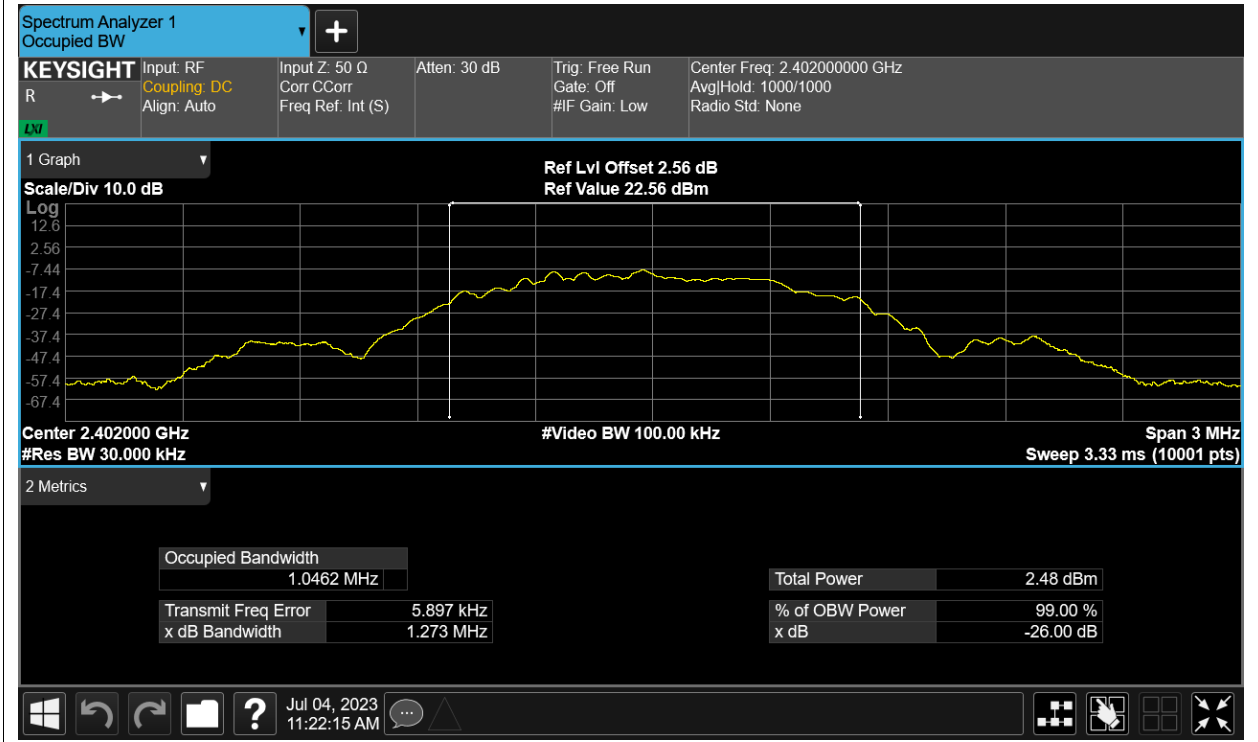 Spectrum Analyzer 1
Occupied BW
KEYSIGHT
R
LXI
Input: RF
Coupling: DC
Align: Auto
Input Z: 50 Ω
Corr CCorr
Freq Ref: Int (S)
Atten: 30 dB
Trig: Free Run
Gate: Off
#IF Gain: Low
Center Freq: 2.402000000 GHz
Avg|Hold: 1000/1000
Radio Std: None
1 Graph
Scale/Div 10.0 dB
Ref Lvl Offset 2.56 dB
Ref Value 22.56 dBm
Log
12.6
2.56
-7.44
-17.4
-27.4
-37.4
-47.4
-57.4
-67.4
Center 2.402000 GHz
#Res BW 30.000 kHz
#Video BW 100.00 kHz
Span 3 MHz
Sweep 3.33 ms (10001 pts)
2 Metrics
Occupied Bandwidth
1.0462 MHz
Transmit Freq Error 5.897 kHz
x dB Bandwidth 1.273 MHz
Total Power 2.48 dBm
% of OBW Power 99.00 %
x dB -26.00 dB
?
Jul 04, 2023
11:22:15 AM